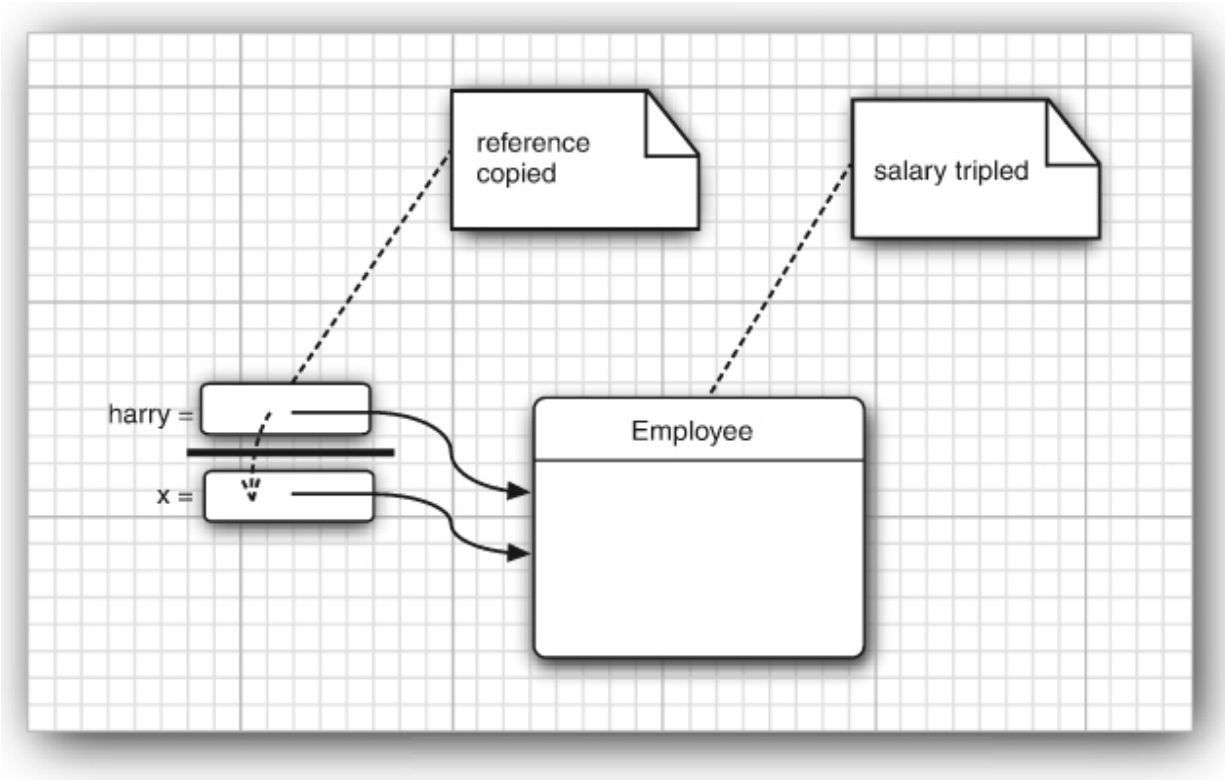 reference
copied
salary tripled
harry =
x =
Employee